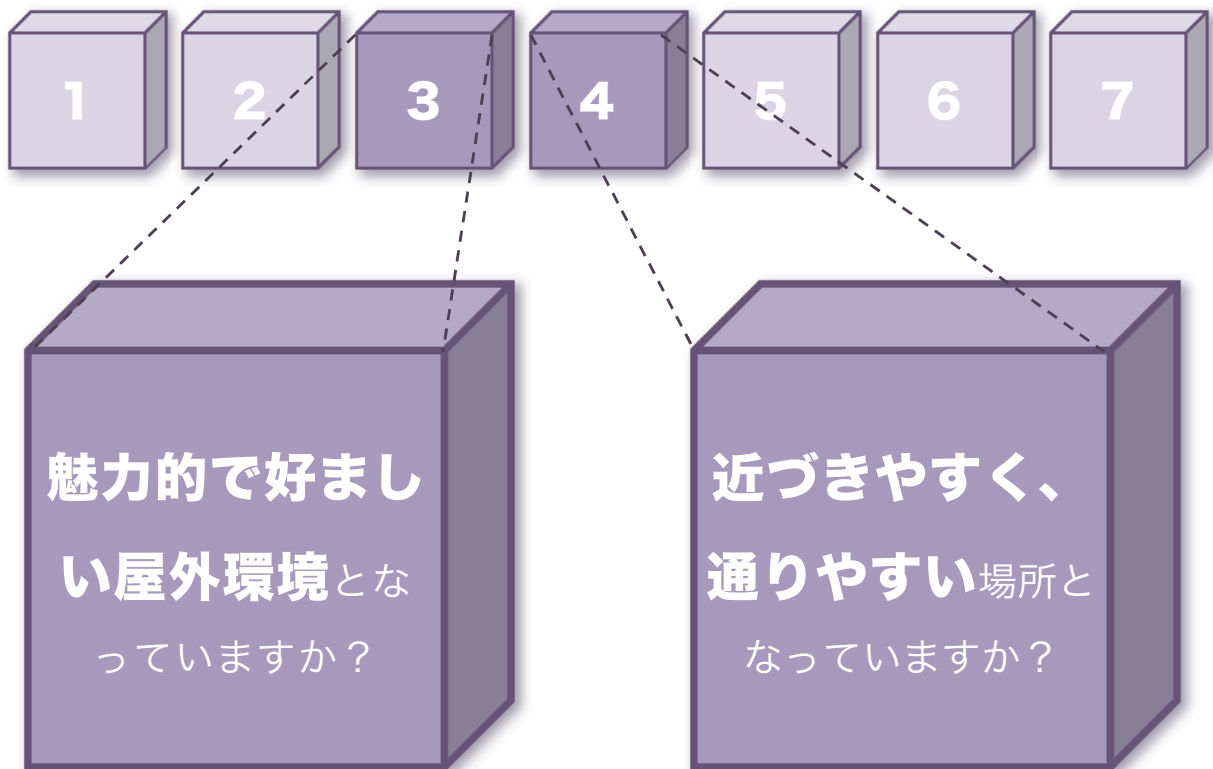 1
2
3
4
5
6
7
魅力的で好まし
い屋外環境とな
っていますか？
近づきやすく、
通りやすい場所と
なっていますか？